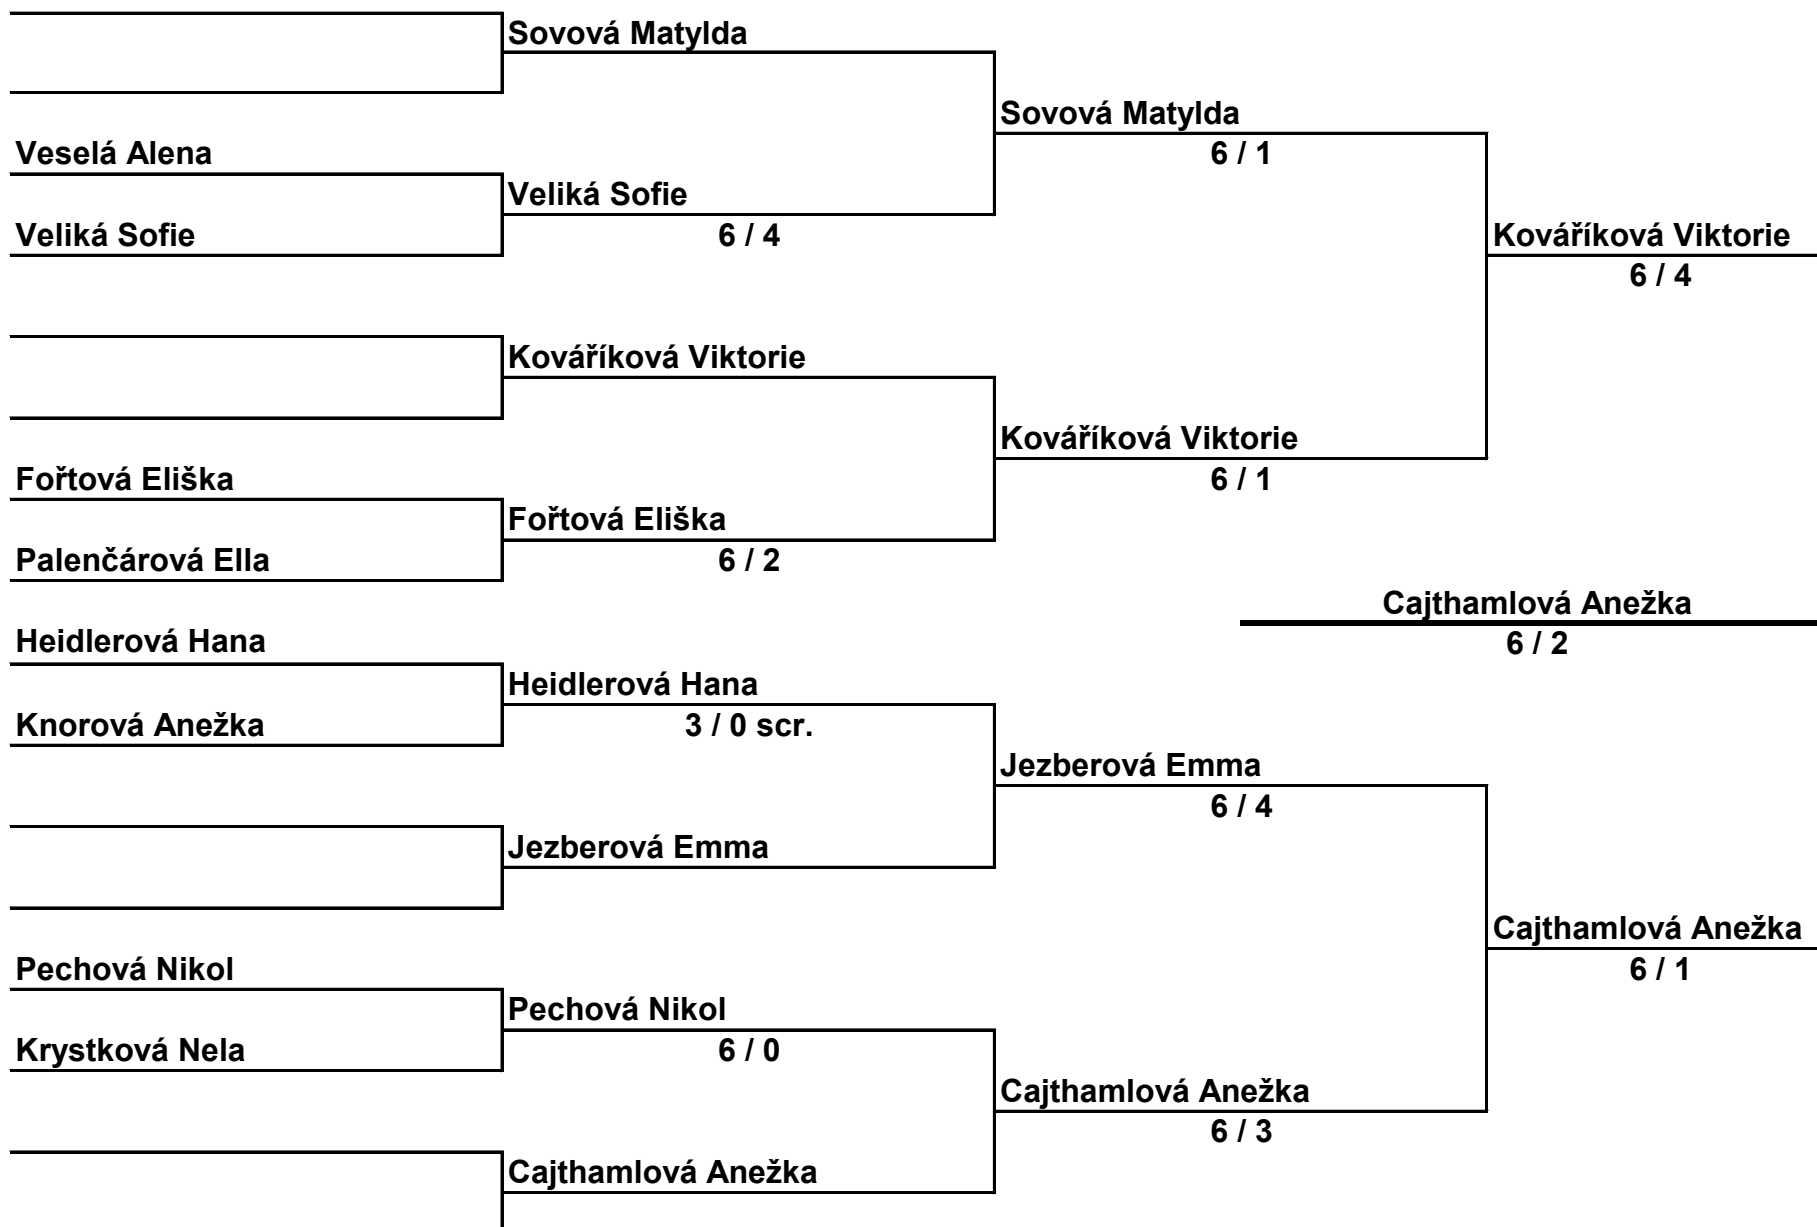 Sovová Matylda
Sovová Matylda
Veselá Alena
6 / 1
Veliká Sofie
Veliká Sofie
6 / 4
Kováříková Viktorie
6 / 4
Kováříková Viktorie
Kováříková Viktorie
Fořtová Eliška
6 / 1
Fořtová Eliška
Palenčárová Ella
6 / 2
Cajthamlová Anežka
Heidlerová Hana
6 / 2
Heidlerová Hana
Knorová Anežka
3 / 0 scr.
Jezberová Emma
6 / 4
Jezberová Emma
Cajthamlová Anežka
Pechová Nikol
6 / 1
Pechová Nikol
Krystková Nela
6 / 0
Cajthamlová Anežka
6 / 3
Cajthamlová Anežka